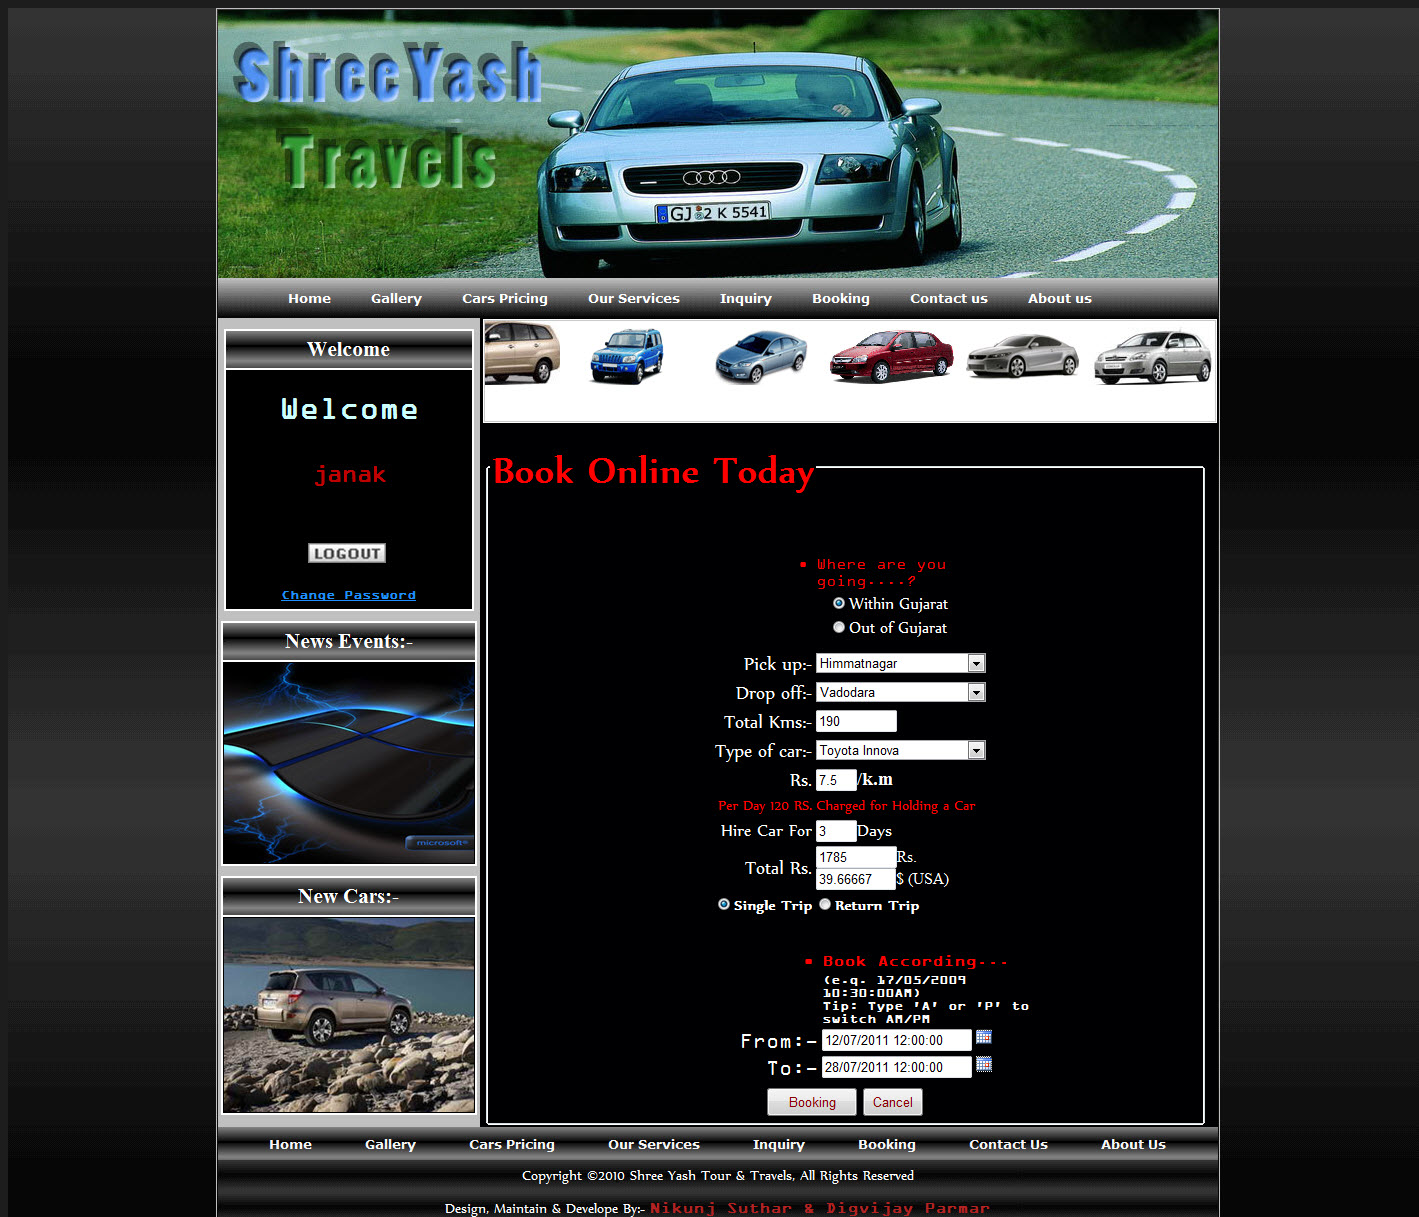 ShreeYash
Travels
GJ 2 K 5541
Home Gallery Cars Pricing Our Services Inquiry Booking Contact us About us
Welcome
Welcome
janak
LOGOUT
Change Password
News Events:-
microsoft®
New Cars:-
Book Online Today
Where are you
going----?
Within Gujarat
Out of Gujarat
Pick up:- Himmatnagar
Drop off:- Vadodara
Total Kms:- 190
Type of car:- Toyota Innova
Rs. 7.5 /k.m
Per Day 120 RS. Charged for Holding a Car
Hire Car For 3 Days
Total Rs. 1785 Rs.
39.66667 $ (USA)
Single Trip Return Trip
Book According---
(e.q. 17/05/2009
10:30:00AM)
Tip: Type 'A' or 'P' to
switch AM/PM
From:- 12/07/2011 12:00:00
To:- 28/07/2011 12:00:00
Booking Cancel
Home Gallery Cars Pricing Our Services Inquiry Booking Contact Us About Us
Copyright ©2010 Shree Yash Tour & Travels, All Rights Reserved
Design, Maintain & Develope By:- Nikunj Suthar & Digvijay Parmar